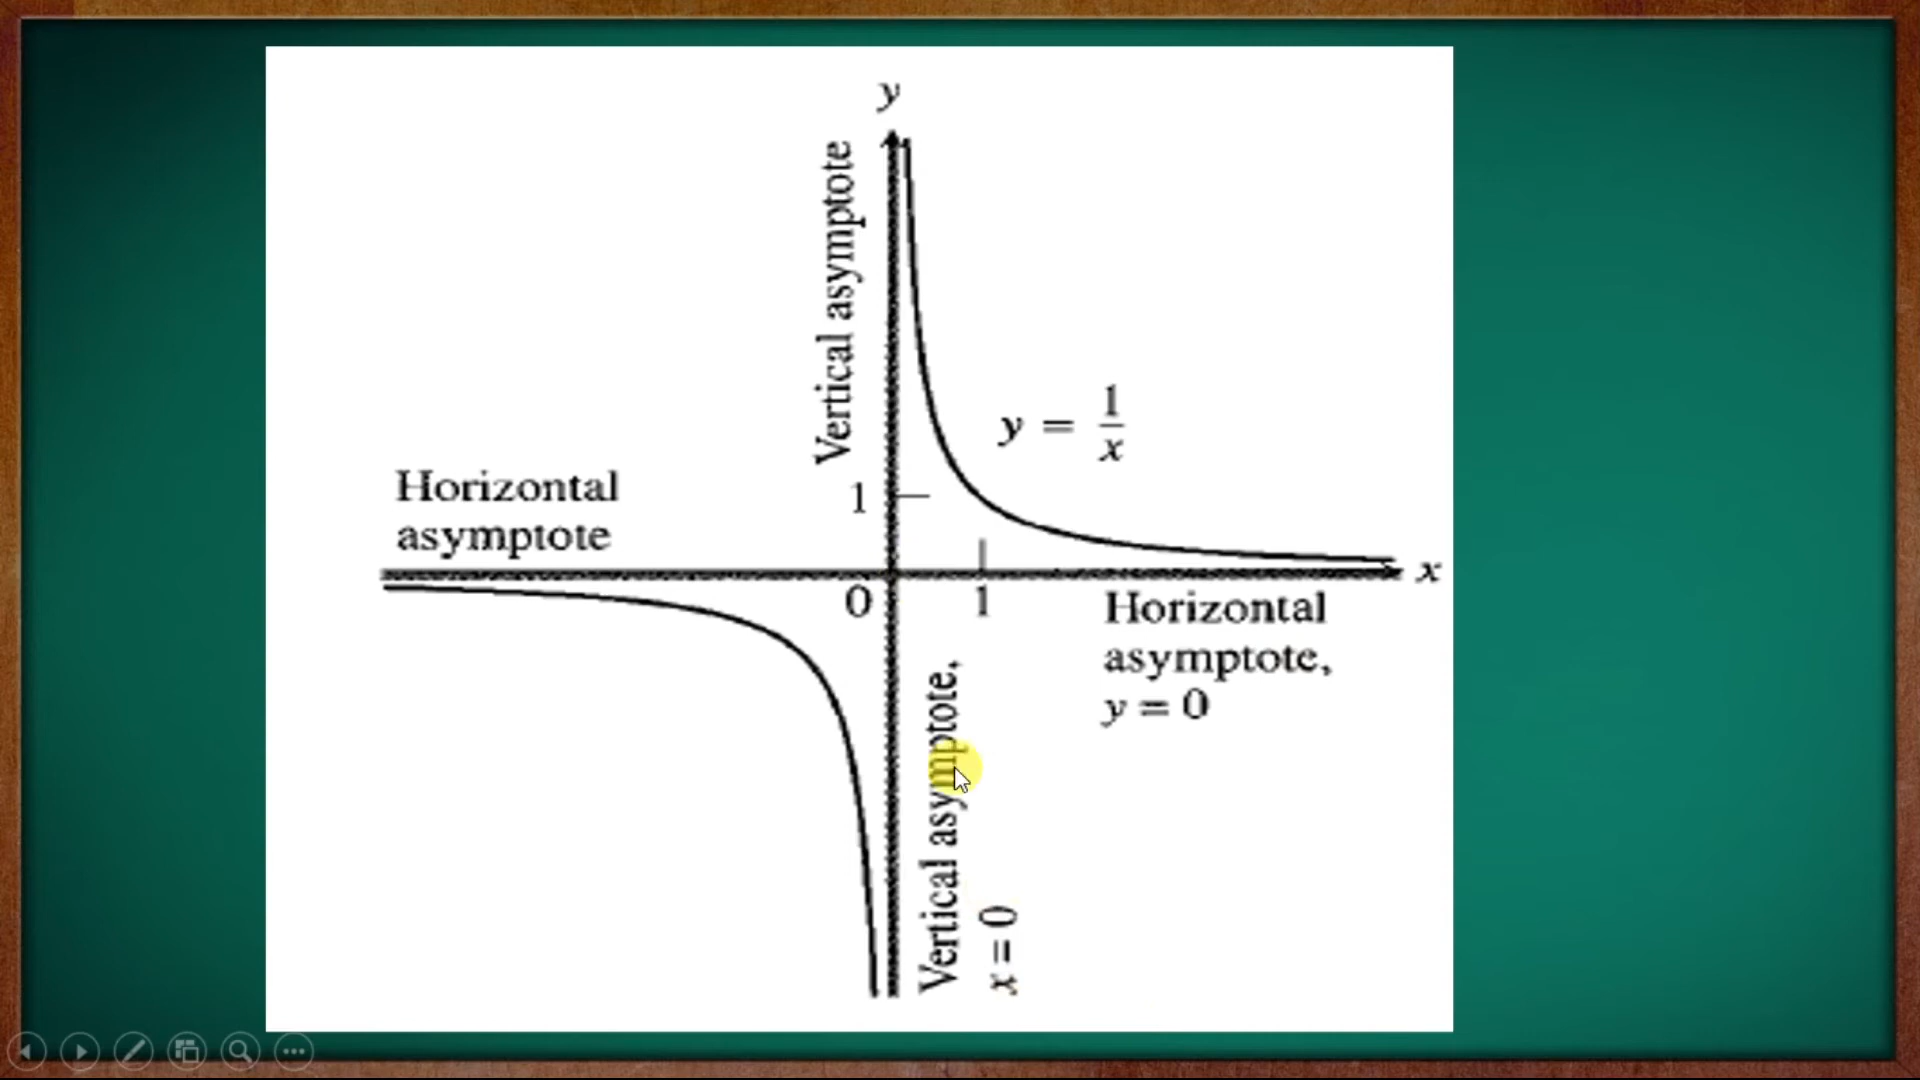 y
Vertical asymptote
y = 1/x
Horizontal
asymptote
1
x
0
1
Horizontal
asymptote,
y = 0
Vertical asymptote,
x = 0